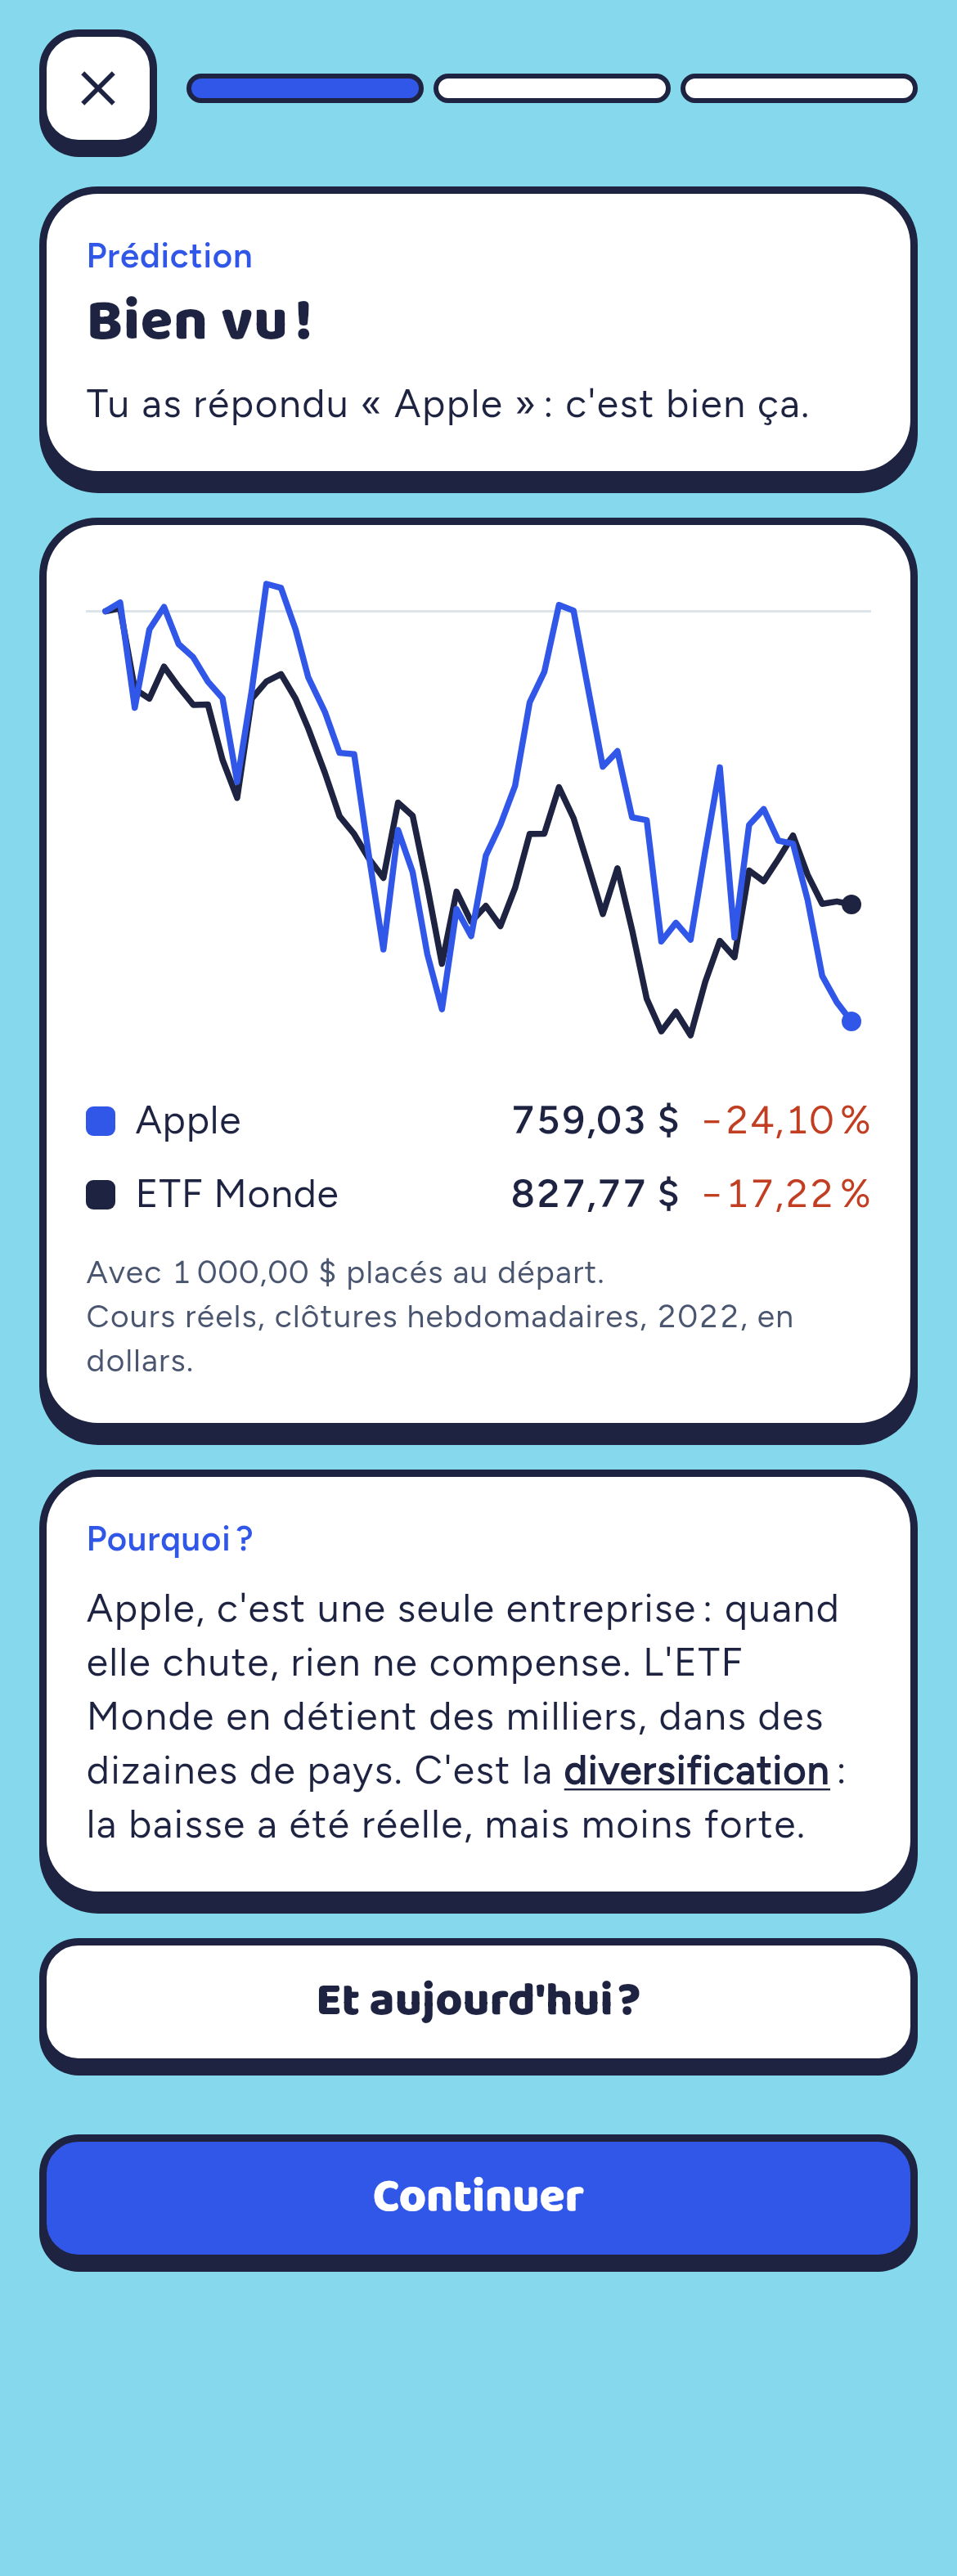 Prédiction
Bien vu !
Tu as répondu « Apple » : c'est bien ça.
Apple 759,03 $ −24,10 %
ETF Monde 827,77 $ −17,22 %
Avec 1 000,00 $ placés au départ.
Cours réels, clôtures hebdomadaires, 2022, en
dollars.
Pourquoi ?
Apple, c'est une seule entreprise : quand
elle chute, rien ne compense. L'ETF
Monde en détient des milliers, dans des
dizaines de pays. C'est la diversification :
la baisse a été réelle, mais moins forte.
Et aujourd'hui ?
Continuer